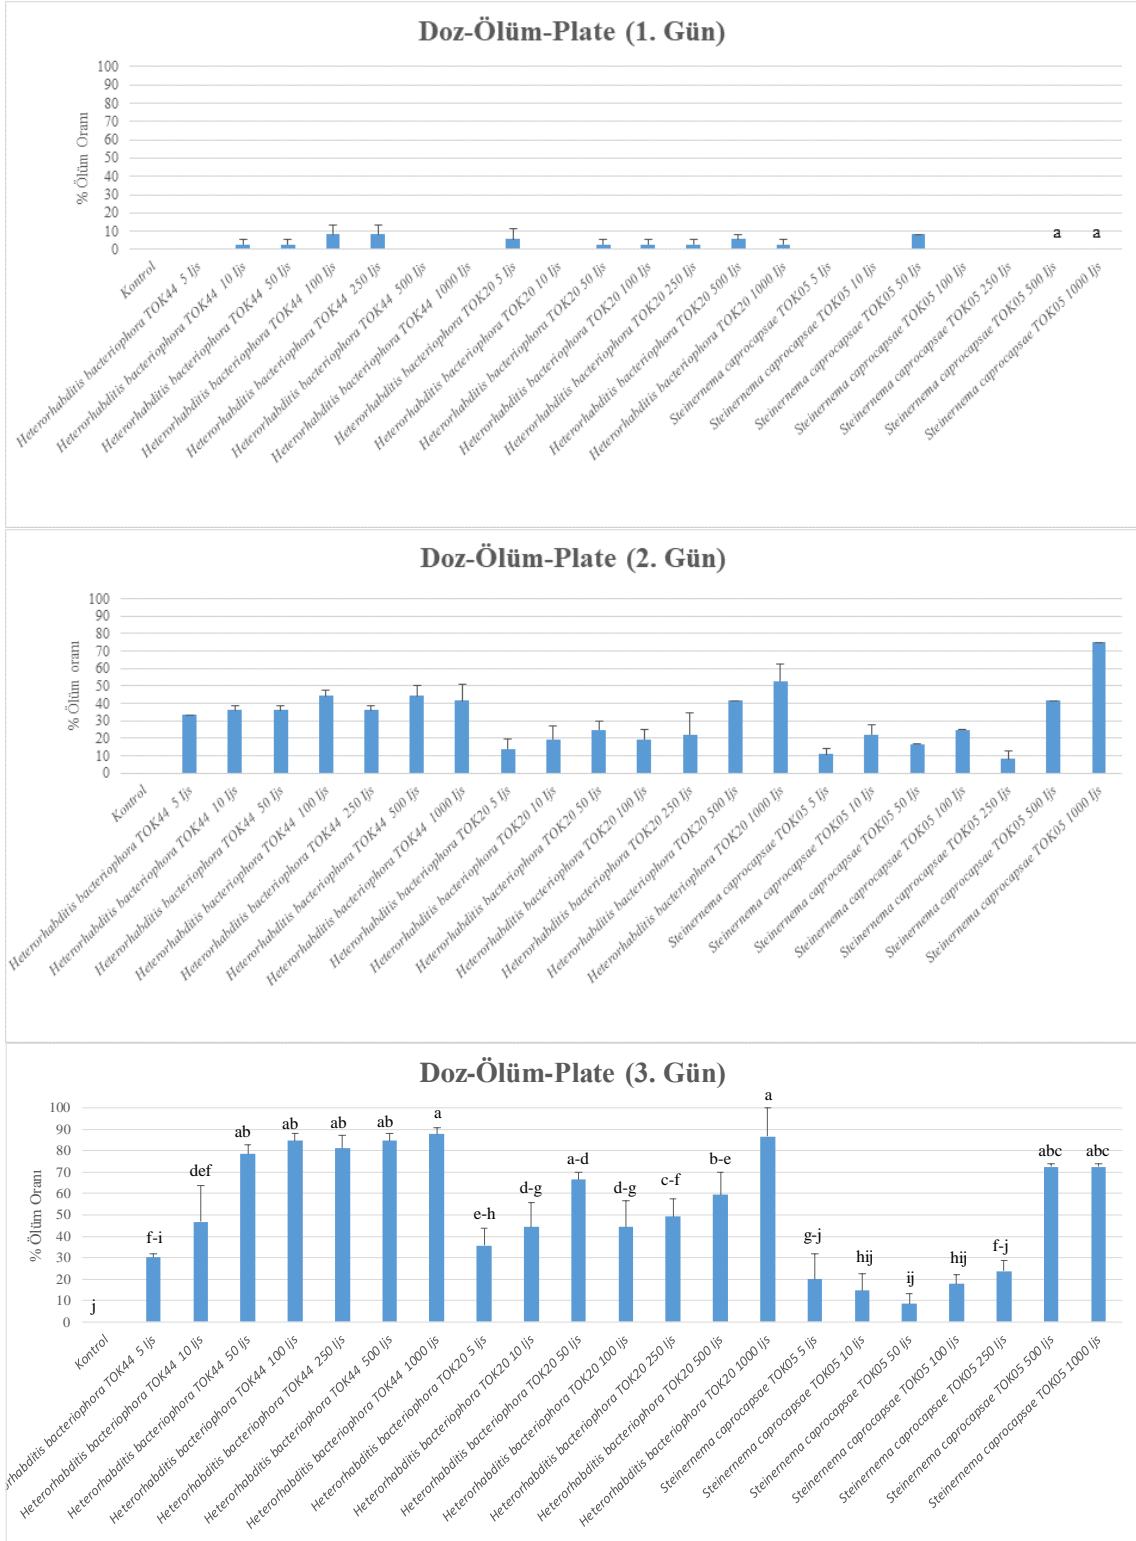 Doz-Ölüm-Plate (1. Gün)
% Ölüm Oranı
100
90
80
70
60
50
40
30
20
10
0
a
a
Kontrol
Heterorhabditis bacteriophora TOK44 5 Ijs
Heterorhabditis bacteriophora TOK44 10 Ijs
Heterorhabditis bacteriophora TOK44 50 Ijs
Heterorhabditis bacteriophora TOK44 100 Ijs
Heterorhabditis bacteriophora TOK44 250 Ijs
Heterorhabditis bacteriophora TOK44 500 Ijs
Heterorhabditis bacteriophora TOK44 1000 Ijs
Heterorhabditis bacteriophora TOK20 5 Ijs
Heterorhabditis bacteriophora TOK20 10 Ijs
Heterorhabditis bacteriophora TOK20 50 Ijs
Heterorhabditis bacteriophora TOK20 100 Ijs
Heterorhabditis bacteriophora TOK20 250 Ijs
Heterorhabditis bacteriophora TOK20 500 Ijs
Heterorhabditis bacteriophora TOK20 1000 Ijs
Steinernema caprocapsae TOK05 5 Ijs
Steinernema caprocapsae TOK05 10 Ijs
Steinernema caprocapsae TOK05 50 Ijs
Steinernema caprocapsae TOK05 100 Ijs
Steinernema caprocapsae TOK05 250 Ijs
Steinernema caprocapsae TOK05 500 Ijs
Steinernema caprocapsae TOK05 1000 Ijs
Doz-Ölüm-Plate (2. Gün)
% Ölüm oranı
100
90
80
70
60
50
40
30
20
10
0
Kontrol
Heterorhabditis bacteriophora TOK44 5 Ijs
Heterorhabditis bacteriophora TOK44 10 Ijs
Heterorhabditis bacteriophora TOK44 50 Ijs
Heterorhabditis bacteriophora TOK44 100 Ijs
Heterorhabditis bacteriophora TOK44 250 Ijs
Heterorhabditis bacteriophora TOK44 500 Ijs
Heterorhabditis bacteriophora TOK44 1000 Ijs
Heterorhabditis bacteriophora TOK20 5 Ijs
Heterorhabditis bacteriophora TOK20 10 Ijs
Heterorhabditis bacteriophora TOK20 50 Ijs
Heterorhabditis bacteriophora TOK20 100 Ijs
Heterorhabditis bacteriophora TOK20 250 Ijs
Heterorhabditis bacteriophora TOK20 500 Ijs
Heterorhabditis bacteriophora TOK20 1000 Ijs
Steinernema caprocapsae TOK05 5 Ijs
Steinernema caprocapsae TOK05 10 Ijs
Steinernema caprocapsae TOK05 50 Ijs
Steinernema caprocapsae TOK05 100 Ijs
Steinernema caprocapsae TOK05 250 Ijs
Steinernema caprocapsae TOK05 500 Ijs
Steinernema caprocapsae TOK05 1000 Ijs
Doz-Ölüm-Plate (3. Gün)
% Ölüm Oranı
100
90
80
70
60
50
40
30
20
10
0
j
f-i
def
ab
ab
ab
ab
a
e-h
d-g
a-d
d-g
c-f
b-e
a
g-j
hij
ij
hij
f-j
abc
abc
Kontrol
orhabditis bacteriophora TOK44 5 Ijs
Heterorhabditis bacteriophora TOK44 10 Ijs
Heterorhabditis bacteriophora TOK44 50 Ijs
Heterorhabditis bacteriophora TOK44 100 Ijs
Heterorhabditis bacteriophora TOK44 250 Ijs
Heterorhabditis bacteriophora TOK44 500 Ijs
Heterorhabditis bacteriophora TOK44 1000 Ijs
Heterorhabditis bacteriophora TOK20 5 Ijs
Heterorhabditis bacteriophora TOK20 10 Ijs
Heterorhabditis bacteriophora TOK20 50 Ijs
Heterorhabditis bacteriophora TOK20 100 Ijs
Heterorhabditis bacteriophora TOK20 250 Ijs
Heterorhabditis bacteriophora TOK20 500 Ijs
Heterorhabditis bacteriophora TOK20 1000 Ijs
Steinernema caprocapsae TOK05 5 Ijs
Steinernema caprocapsae TOK05 10 Ijs
Steinernema caprocapsae TOK05 50 Ijs
Steinernema caprocapsae TOK05 100 Ijs
Steinernema caprocapsae TOK05 250 Ijs
Steinernema caprocapsae TOK05 500 Ijs
Steinernema caprocapsae TOK05 1000 Ijs